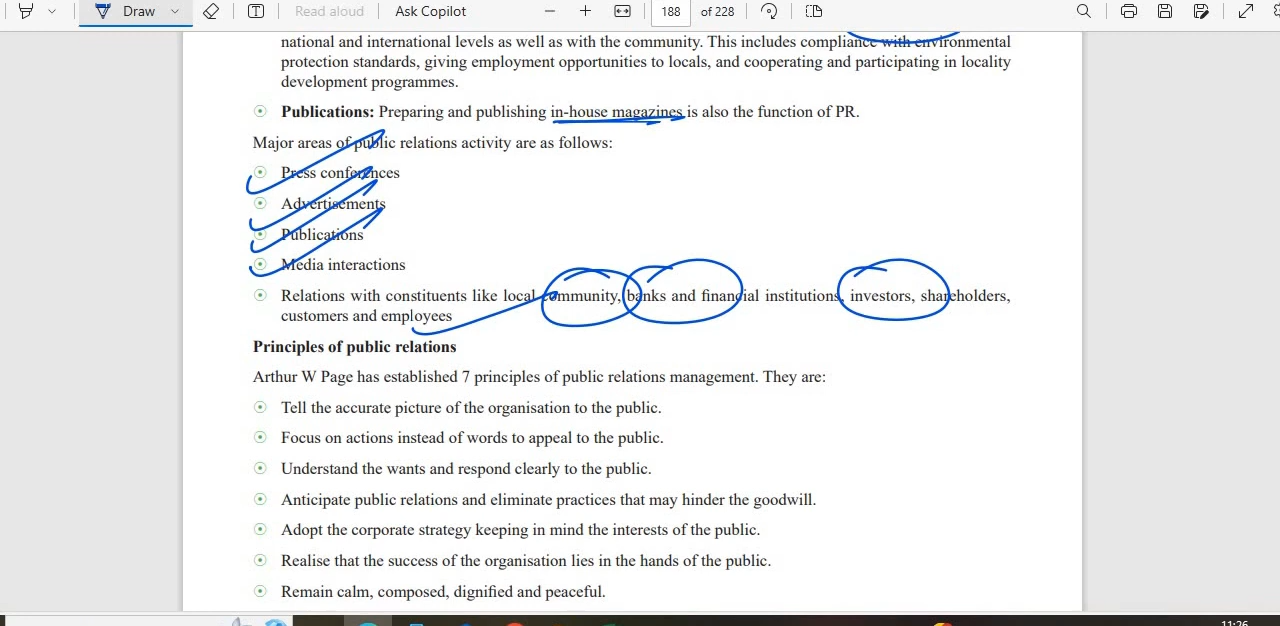 Draw Read aloud Ask Copilot 188 of 228
national and international levels as well as with the community. This includes compliance with environmental
protection standards, giving employment opportunities to locals, and cooperating and participating in locality
development programmes.
Publications: Preparing and publishing in-house magazines is also the function of PR.
Major areas of public relations activity are as follows:
Press conferences
Advertisements
Publications
Media interactions
Relations with constituents like local community, banks and financial institutions, investors, shareholders,
customers and employees
Principles of public relations
Arthur W Page has established 7 principles of public relations management. They are:
Tell the accurate picture of the organisation to the public.
Focus on actions instead of words to appeal to the public.
Understand the wants and respond clearly to the public.
Anticipate public relations and eliminate practices that may hinder the goodwill.
Adopt the corporate strategy keeping in mind the interests of the public.
Realise that the success of the organisation lies in the hands of the public.
Remain calm, composed, dignified and peaceful.
11:26